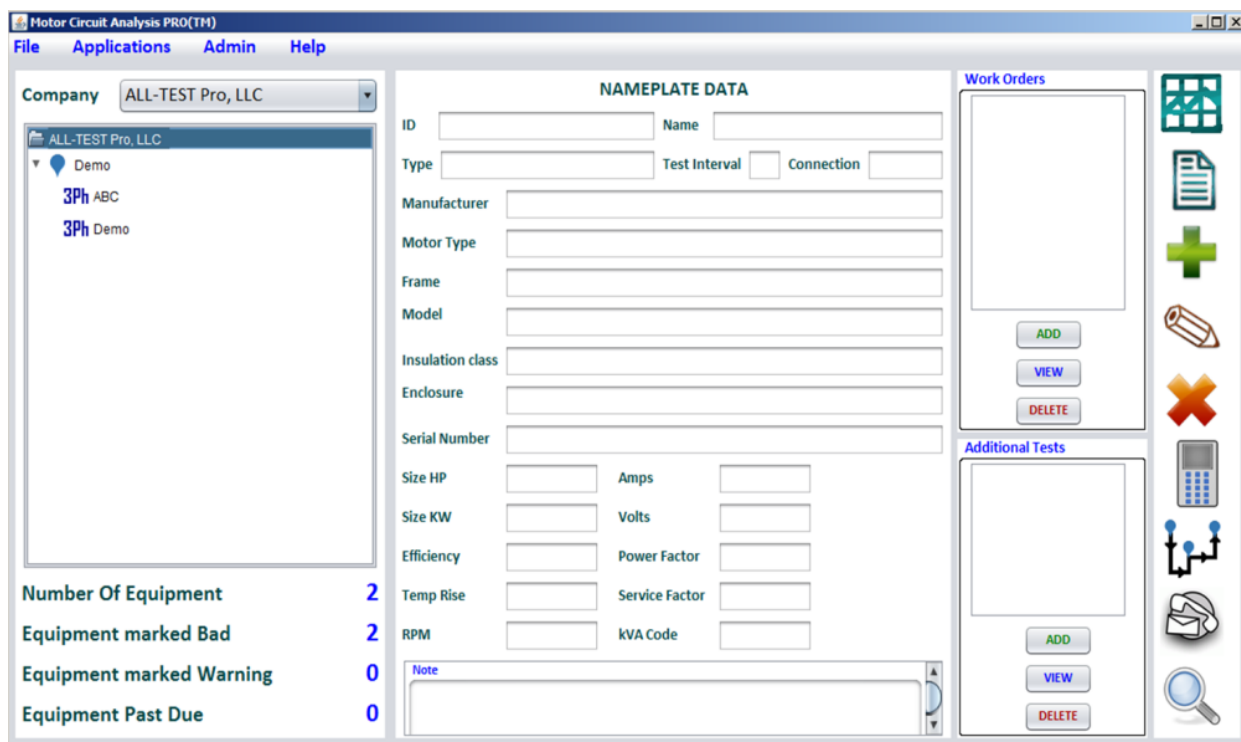 Motor Circuit Analysis PRO(TM)
File Applications Admin Help
Company ALL-TEST Pro, LLC
ALL-TEST Pro, LLC
Demo
3Ph ABC
3Ph Demo
Number Of Equipment 2
Equipment marked Bad 2
Equipment marked Warning 0
Equipment Past Due 0
NAMEPLATE DATA
ID Name
Type Test Interval Connection
Manufacturer
Motor Type
Frame
Model
Insulation class
Enclosure
Serial Number
Size HP Amps
Size KW Volts
Efficiency Power Factor
Temp Rise Service Factor
RPM kVA Code
Note
Work Orders
ADD
VIEW
DELETE
Additional Tests
ADD
VIEW
DELETE